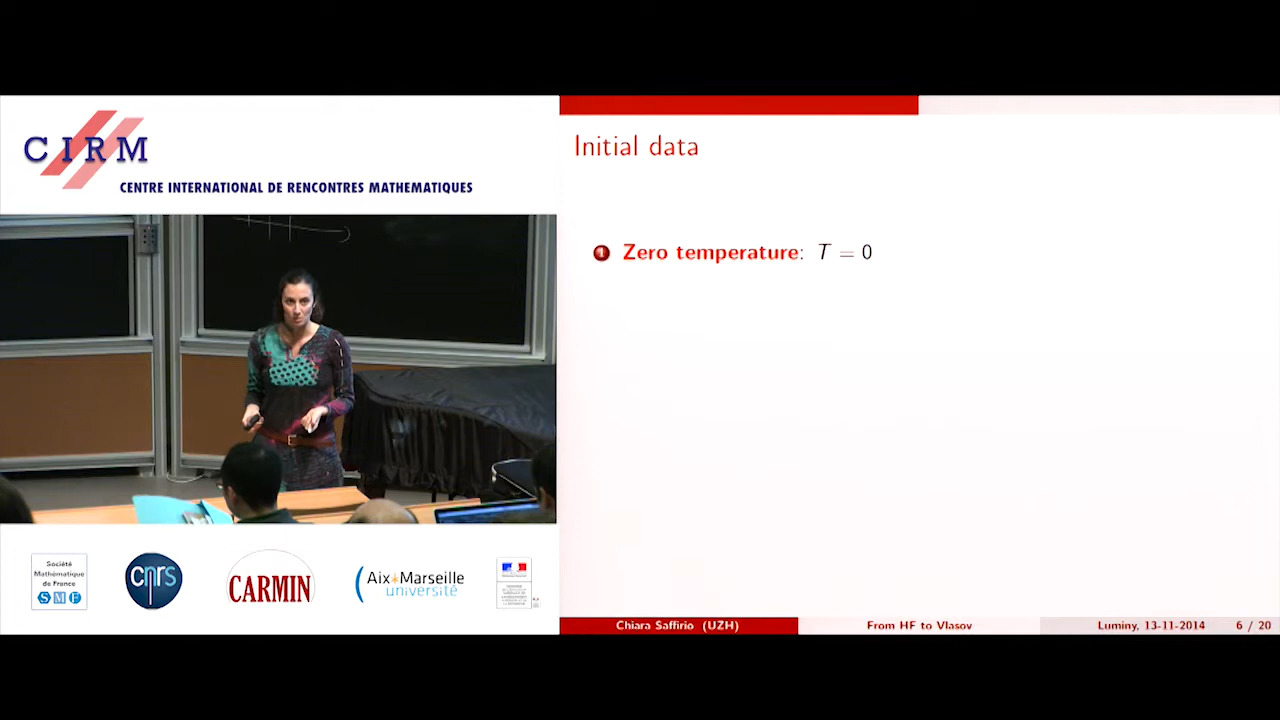 CIRM
CENTRE INTERNATIONAL DE RENCONTRES MATHEMATIQUES
Initial data
1 Zero temperature: T = 0
Société
Mathématique
de France
SMF
cnrs
CARMIN
Aix*Marseille
université
Chiara Saffirio (UZH) From HF to Vlasov Luminy, 13-11-2014 6 / 20